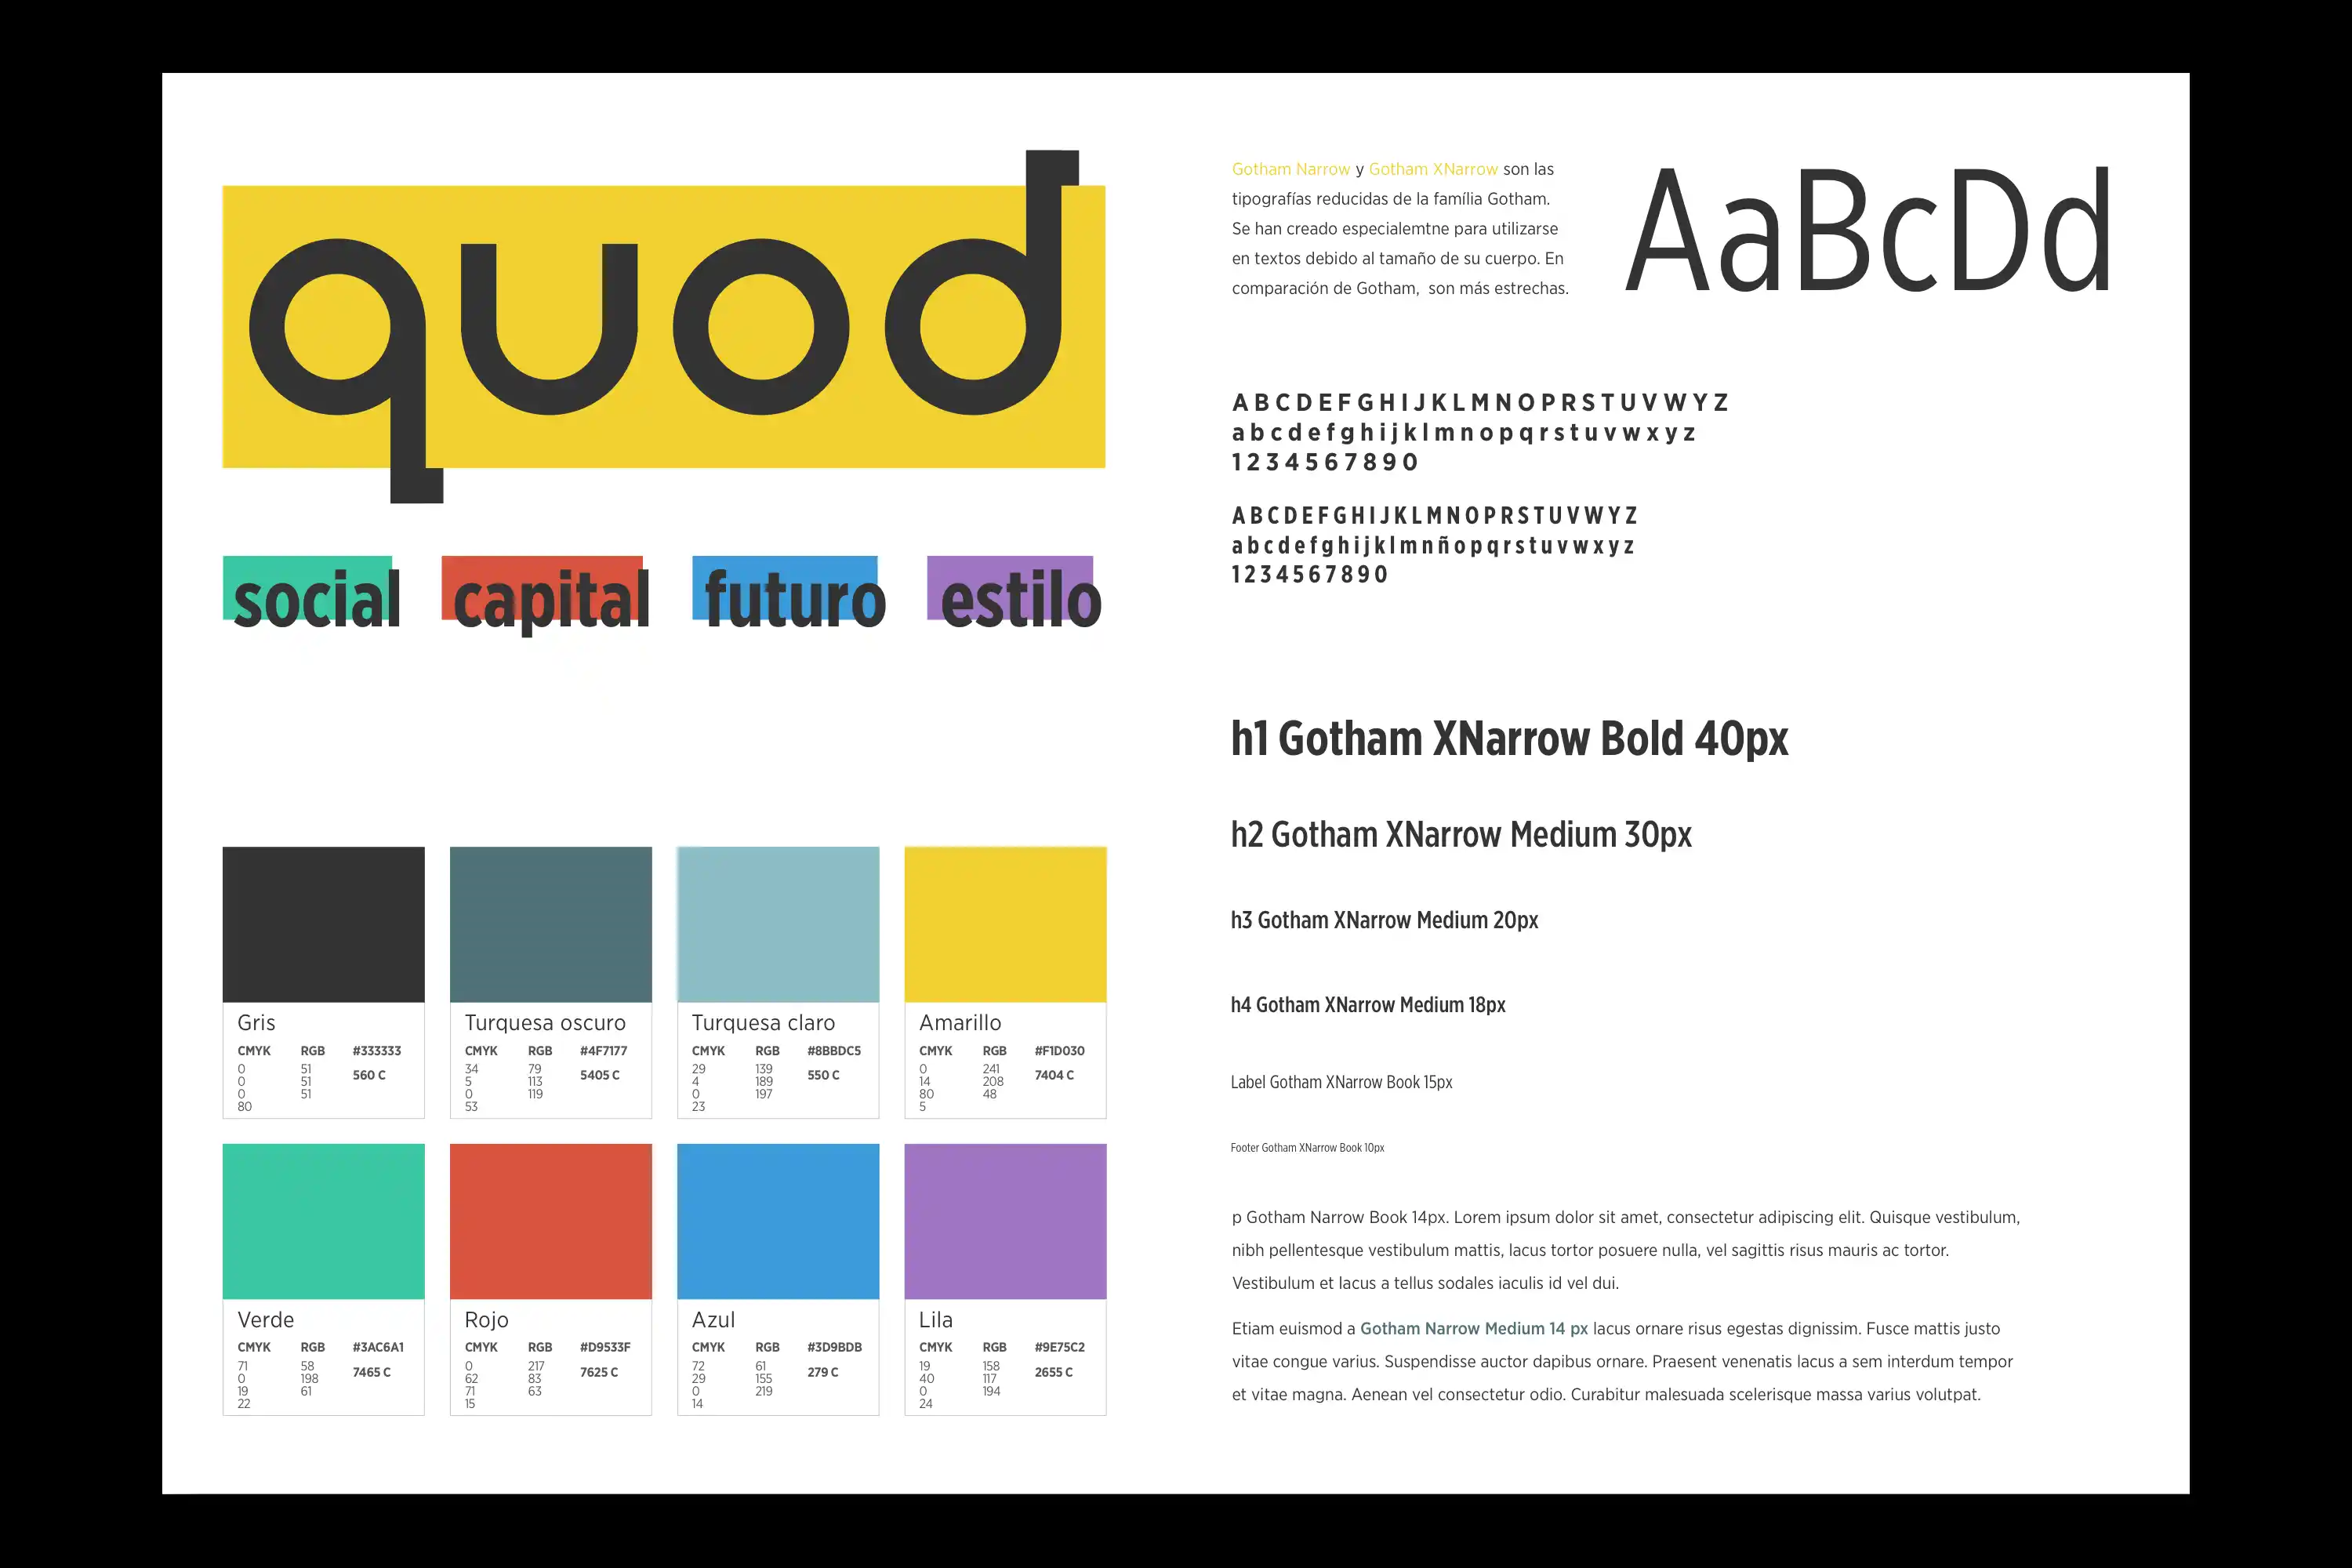 quod
social capital futuro estilo
Gris
CMYK RGB #333333
0 51 560 C
0 51
0 51
80
Turquesa oscuro
CMYK RGB #4F7177
34 79 5405 C
5 113
0 119
53
Turquesa claro
CMYK RGB #8BBDC5
29 139 550 C
4 189
0 197
23
Amarillo
CMYK RGB #F1D030
0 241 7404 C
14 208
80 48
5
Verde
CMYK RGB #3AC6A1
71 58 7465 C
0 198
19 61
22
Rojo
CMYK RGB #D9533F
0 217 7625 C
62 83
71 63
15
Azul
CMYK RGB #3D9BDB
72 61 279 C
29 155
0 219
14
Lila
CMYK RGB #9E75C2
19 158 2655 C
40 117
0 194
24
Gotham Narrow y Gotham XNarrow son las
tipografías reducidas de la família Gotham.
Se han creado especialemtne para utilizarse
en textos debido al tamaño de su cuerpo. En
comparación de Gotham,  son más estrechas.
AaBcDd
A B C D E F G H I J K L M N O P R S T U V W Y Z
a b c d e f g h i j k l m n o p q r s t u v w x y z
1 2 3 4 5 6 7 8 9 0
A B C D E F G H I J K L M N O P R S T U V W Y Z
a b c d e f g h i j k l m n ñ o p q r s t u v w x y z
1 2 3 4 5 6 7 8 9 0
h1 Gotham XNarrow Bold 40px
h2 Gotham XNarrow Medium 30px
h3 Gotham XNarrow Medium 20px
h4 Gotham XNarrow Medium 18px
Label Gotham XNarrow Book 15px
Footer Gotham XNarrow Book 10px
p Gotham Narrow Book 14px. Lorem ipsum dolor sit amet, consectetur adipiscing elit. Quisque vestibulum,
nibh pellentesque vestibulum mattis, lacus tortor posuere nulla, vel sagittis risus mauris ac tortor.
Vestibulum et lacus a tellus sodales iaculis id vel dui.
Etiam euismod a Gotham Narrow Medium 14 px lacus ornare risus egestas dignissim. Fusce mattis justo
vitae congue varius. Suspendisse auctor dapibus ornare. Praesent venenatis lacus a sem interdum tempor
et vitae magna. Aenean vel consectetur odio. Curabitur malesuada scelerisque massa varius volutpat.